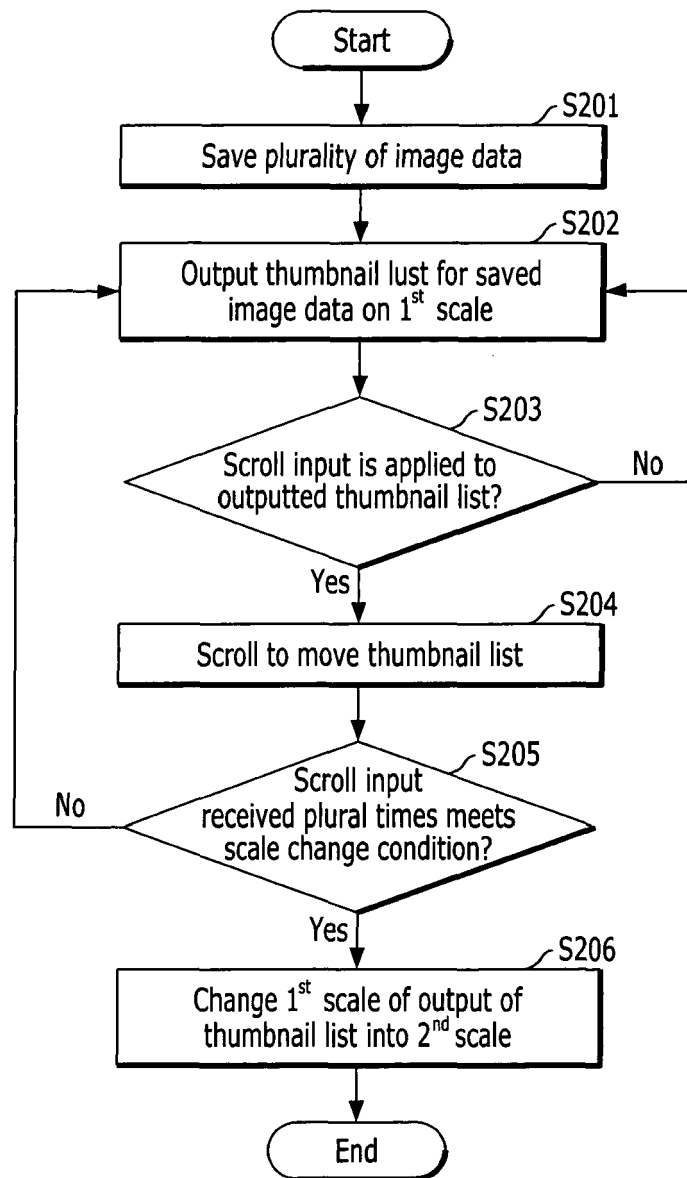 Start
S201
Save plurality of image data
S202
Output thumbnail lust for saved
image data on 1st scale
S203
Scroll input is applied to
outputted thumbnail list?
No
Yes
S204
Scroll to move thumbnail list
S205
Scroll input
received plural times meets
scale change condition?
No
Yes
S206
Change 1st scale of output of
thumbnail list into 2nd scale
End